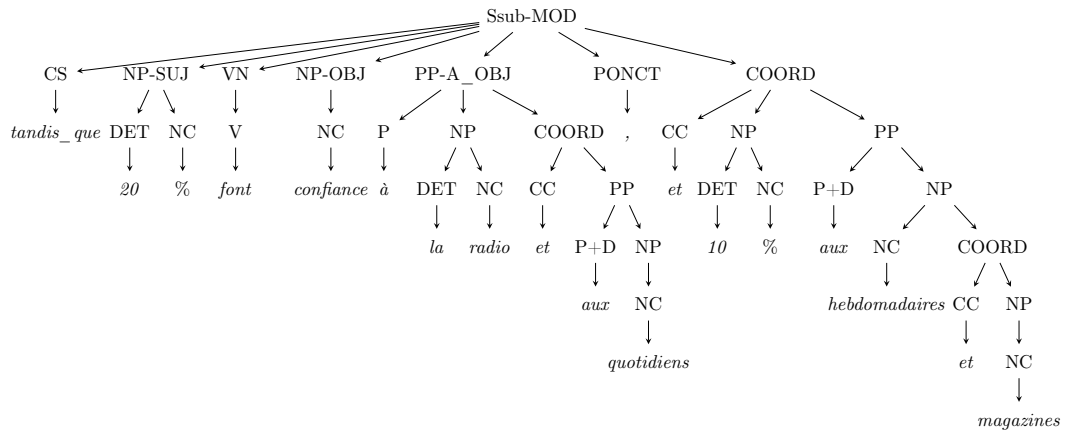 Ssub-MOD
CS NP-SUJ VN NP-OBJ PP-A_OBJ PONCT COORD
tandis_que DET NC V NC P NP COORD , CC NP PP
20 % font confiance à DET NC CC PP et DET NC P+D NP
la radio et P+D NP 10 % aux NC COORD
aux NC hebdomadaires CC NP
quotidiens et NC
magazines